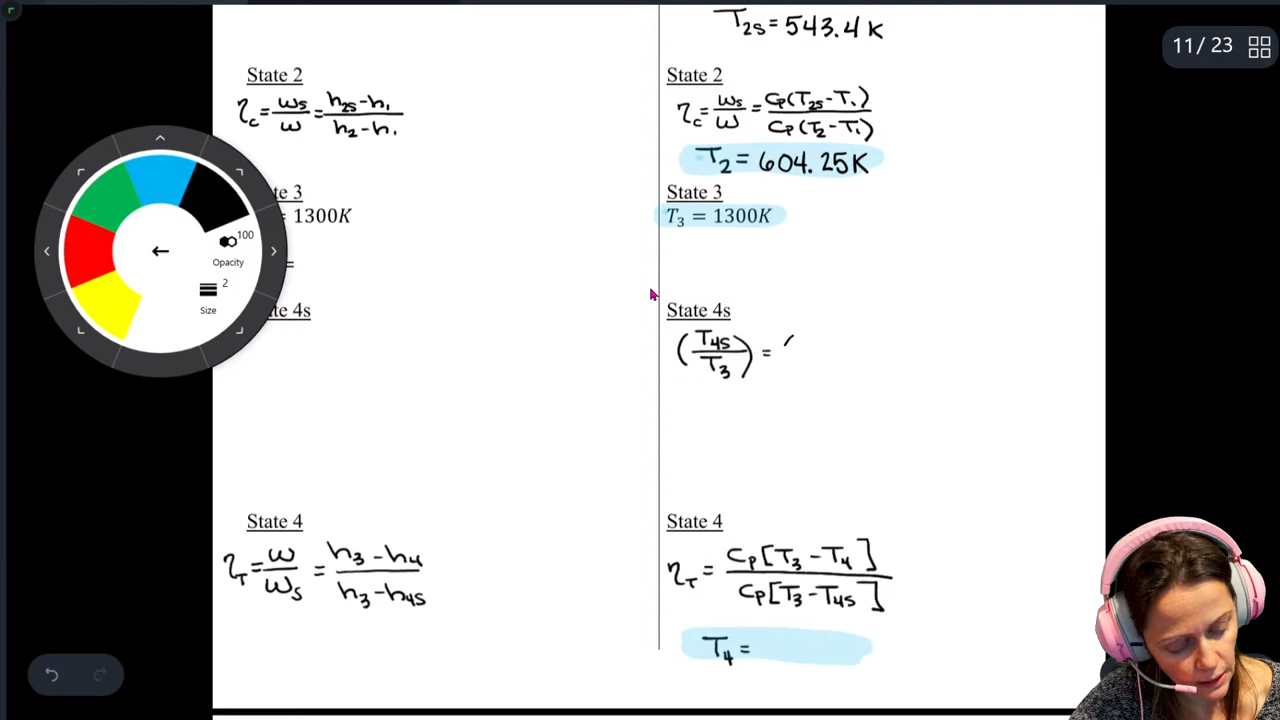 T₂s = 543.4 K
11 / 23
State 2
ηc = ws/w = (h₂s - h₁)/(h₂ - h₁)
State 2
ηc = ws/w = cp(T₂s - T₁)/cp(T₂ - T₁)
T₂ = 604.25K
te 3
= 1300K
State 3
T₃ = 1300K
100
Opacity
2
Size
=
te 4s
State 4s
(T₄s/T₃) = (
State 4
ηT = w/ws = (h₃ - h₄)/(h₃ - h₄s)
State 4
ηT = cp[T₃ - T₄]/cp[T₃ - T₄s]
T₄ =